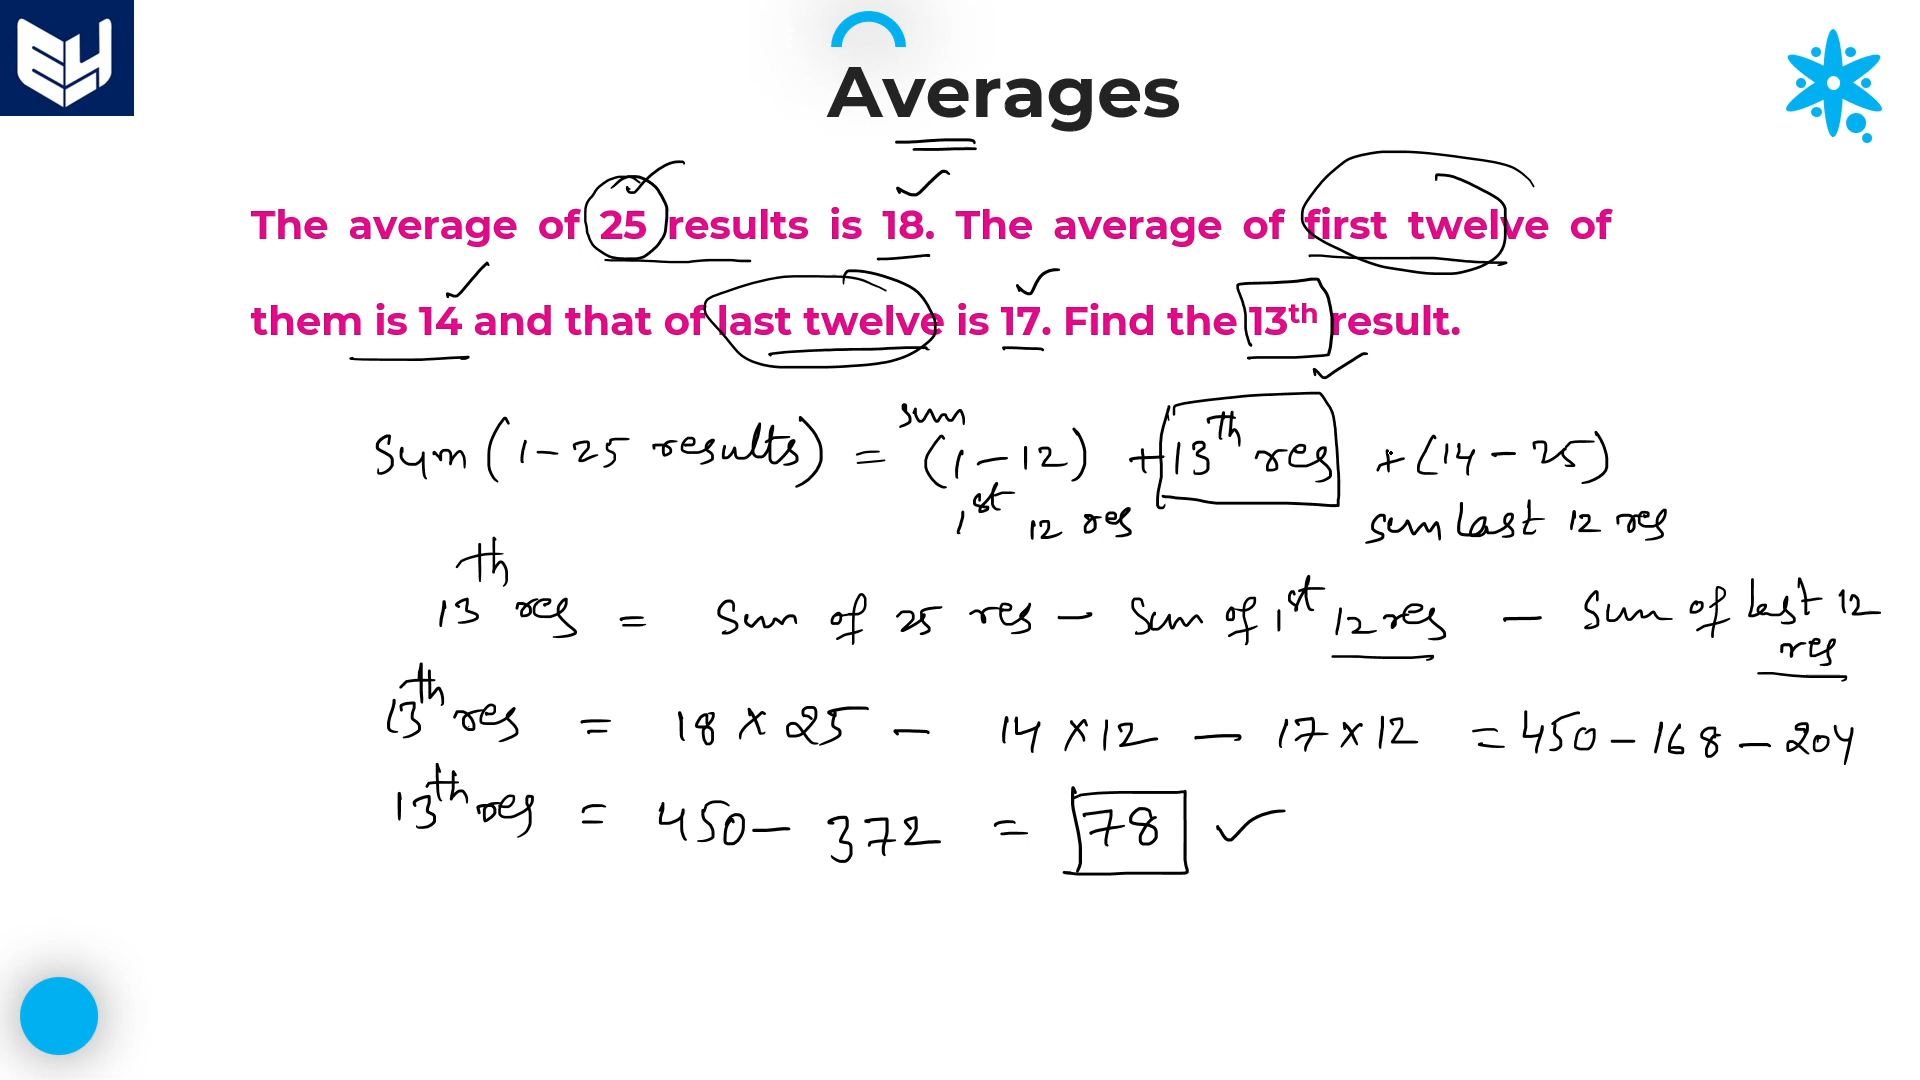 EY
Averages
The average of 25 results is 18. The average of first twelve of
them is 14 and that of last twelve is 17. Find the 13th result.
Sum (1-25 results) = sum (1-12) + 13th res + (14-25)
1st 12 res
sum last 12 res
13th res = Sum of 25 res - Sum of 1st 12 res - Sum of last 12 res
13th res = 18 × 25 - 14 × 12 - 17 × 12 = 450 - 168 - 204
13th res = 450 - 372 = 78